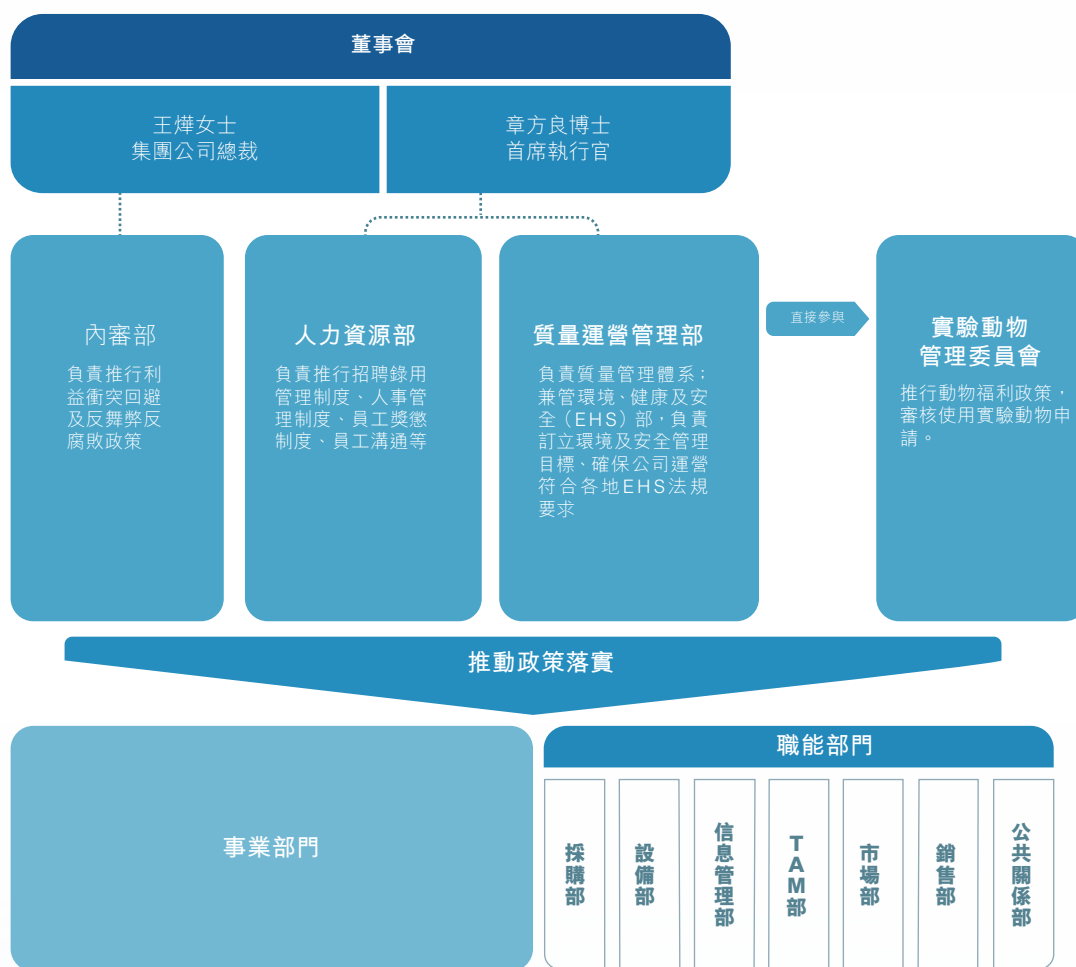 董事會
王燁女士
集團公司總裁
章方良博士
首席執行官
內審部
負責推行利
益衝突回避
及反舞弊反
腐敗政策
人力資源部
負責推行招聘錄用
管理制度、人事管
理制度、員工獎懲
制度、員工溝通等
質量運營管理部
負責質量管理體系；
兼管環境、健康及安
全（EHS）部，負責
訂立環境及安全管理
目標、確保公司運營
符合各地EHS法規
要求
直接參與
實驗動物
管理委員會
推行動物福利政策，
審核使用實驗動物申
請。
推動政策落實
事業部門
職能部門
採購部
設備部
信息管理部
TAM部
市場部
銷售部
公共關係部